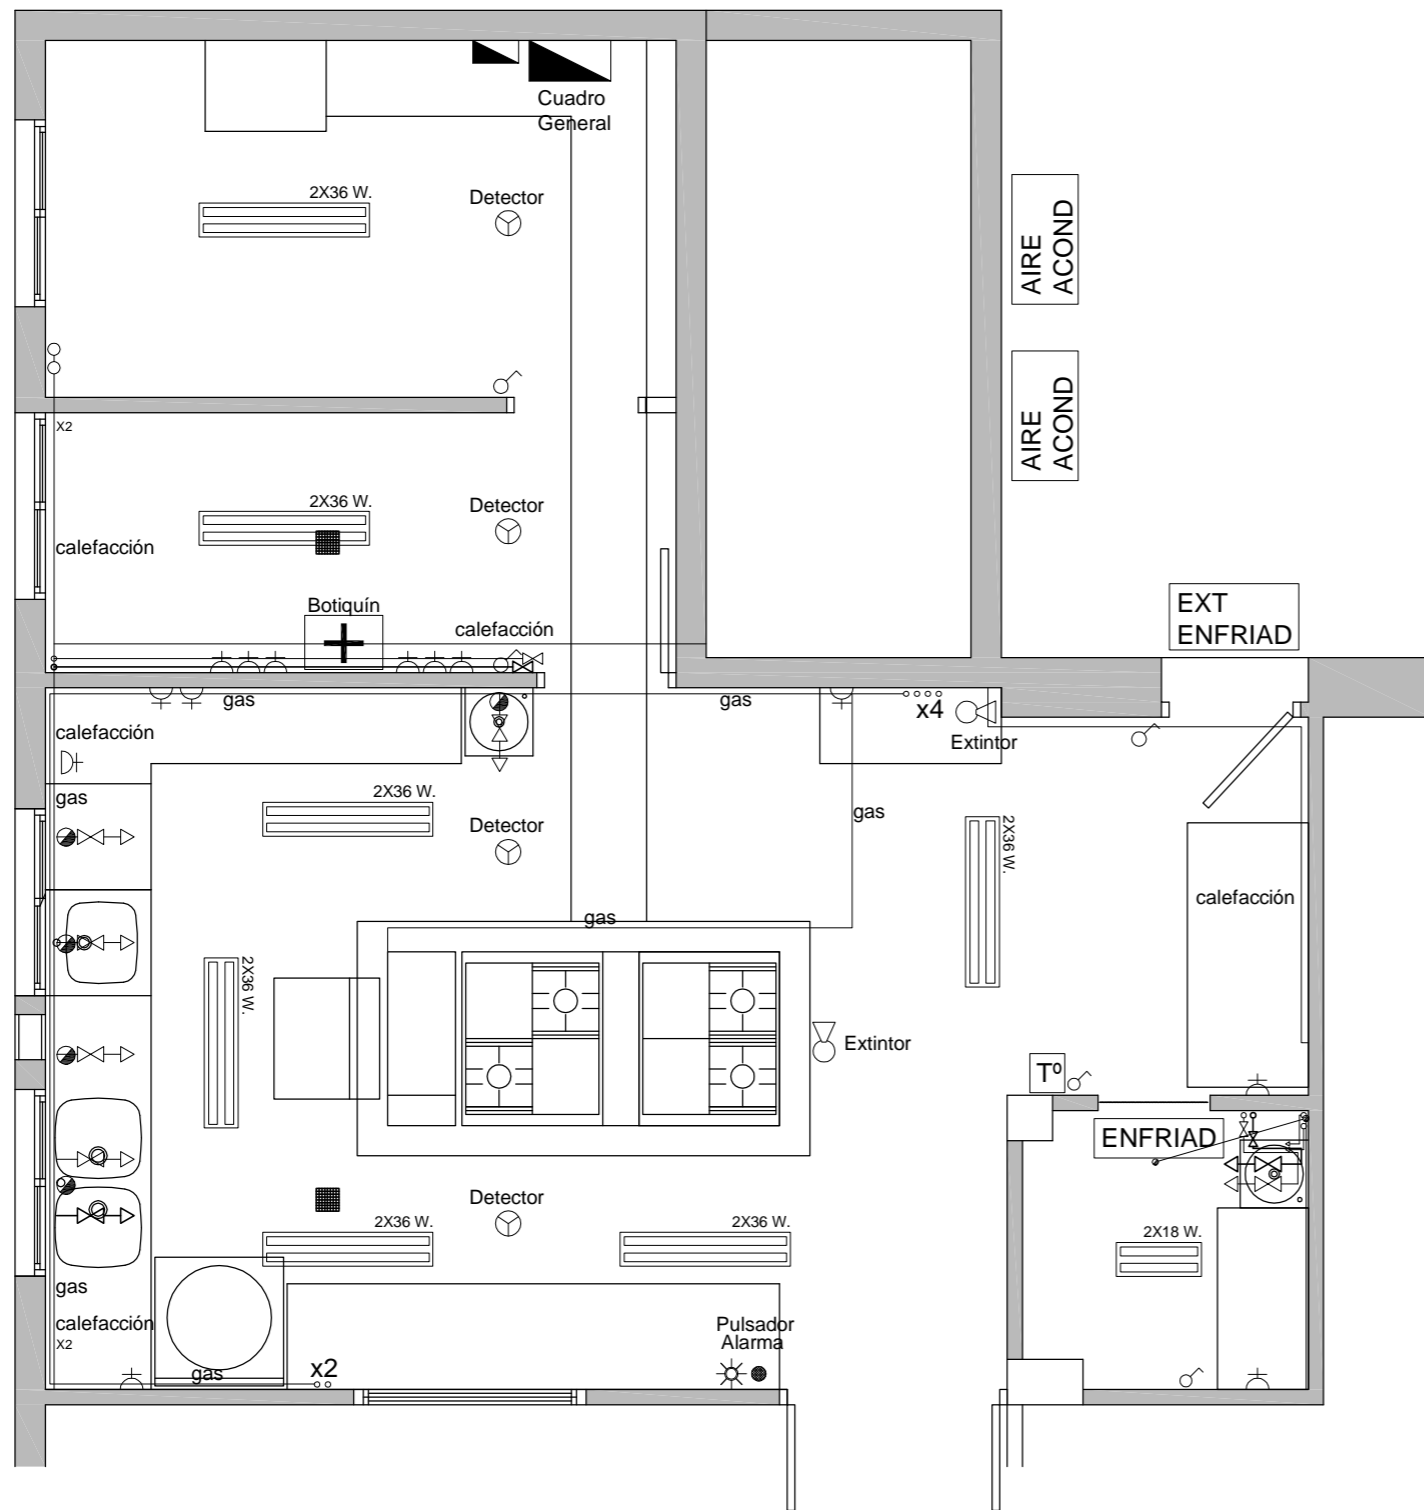 Cuadro
General
2X36 W.
Detector
AIRE
ACOND
AIRE
ACOND
X2
2X36 W.
Detector
calefacción
Botiquín
calefacción
EXT
ENFRIAD
gas
gas
x4
Extintor
calefacción
gas
2X36 W.
Detector
gas
2X36 W.
calefacción
gas
2X36 W.
Extintor
Tº
ENFRIAD
Detector
2X36 W.
2X36 W.
2X18 W.
gas
calefacción
X2
Pulsador
Alarma
gas
x2